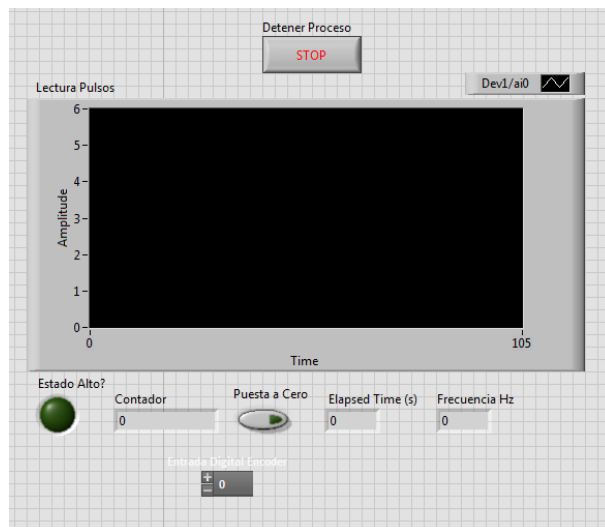 Detener Proceso
STOP
Lectura Pulsos
Dev1/ai0
6
5
4
3
2
1
0
Amplitude
0
105
Time
Estado Alto?
Contador
Puesta a Cero
Elapsed Time (s)
Frecuencia Hz
0
0
0
Entrada Digital Encoder
0